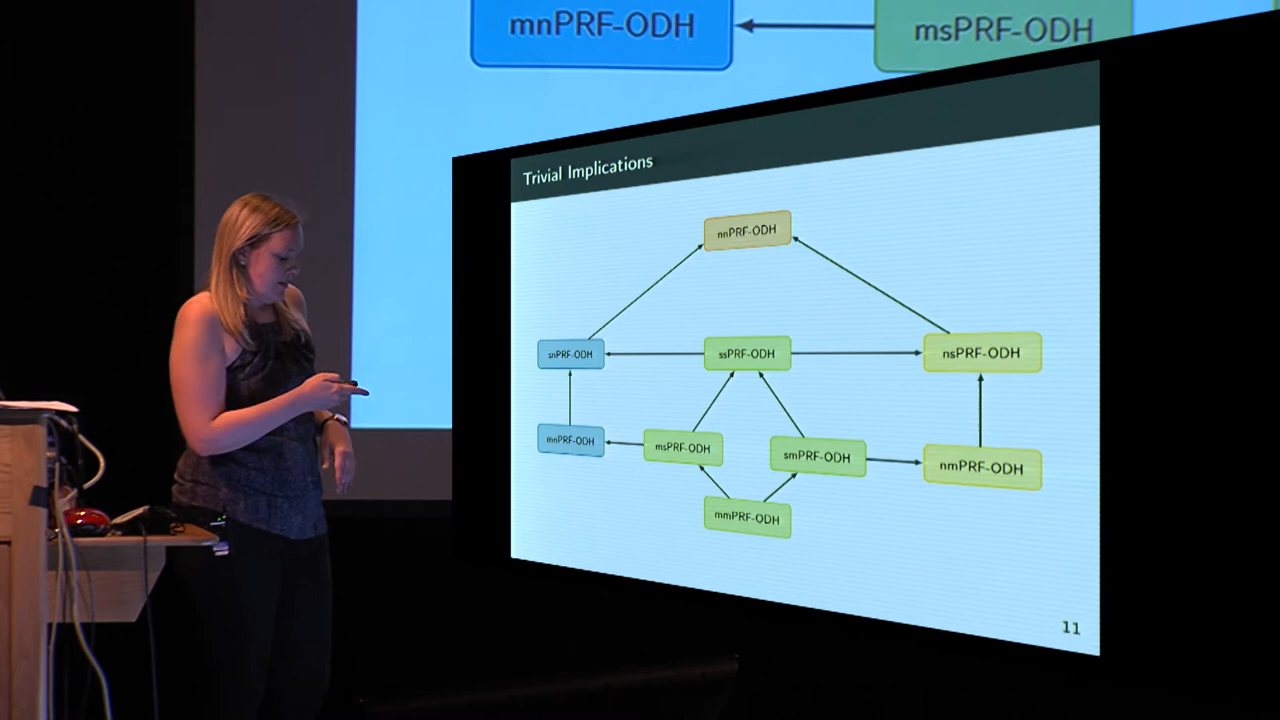 mnPRF-ODH
msPRF-ODH
Trivial Implications
nnPRF-ODH
snPRF-ODH
ssPRF-ODH
nsPRF-ODH
mnPRF-ODH
msPRF-ODH
smPRF-ODH
nmPRF-ODH
mmPRF-ODH
11